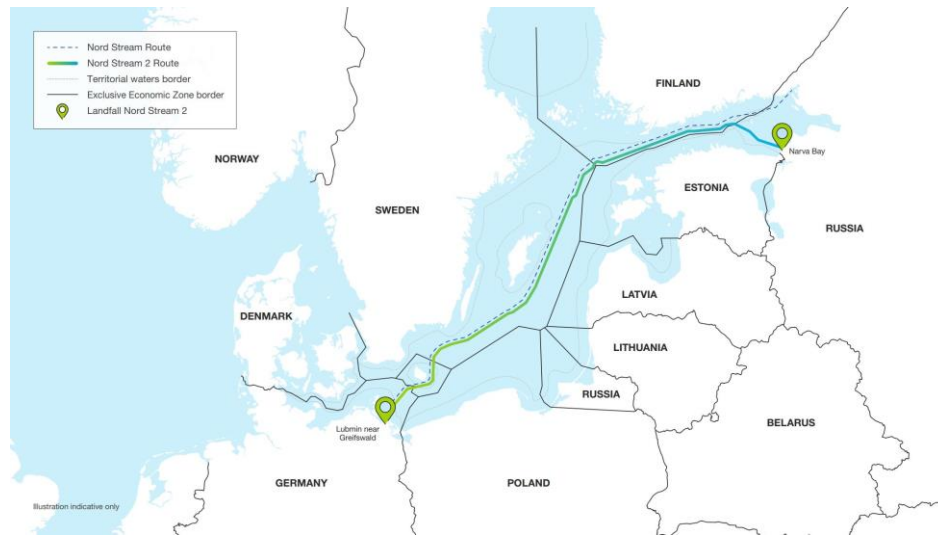 Nord Stream Route
Nord Stream 2 Route
Territorial waters border
Exclusive Economic Zone border
Landfall Nord Stream 2
FINLAND
NORWAY
Narva Bay
ESTONIA
SWEDEN
RUSSIA
LATVIA
DENMARK
LITHUANIA
RUSSIA
BELARUS
Lubmin near
Greifswald
GERMANY
POLAND
Illustration indicative only